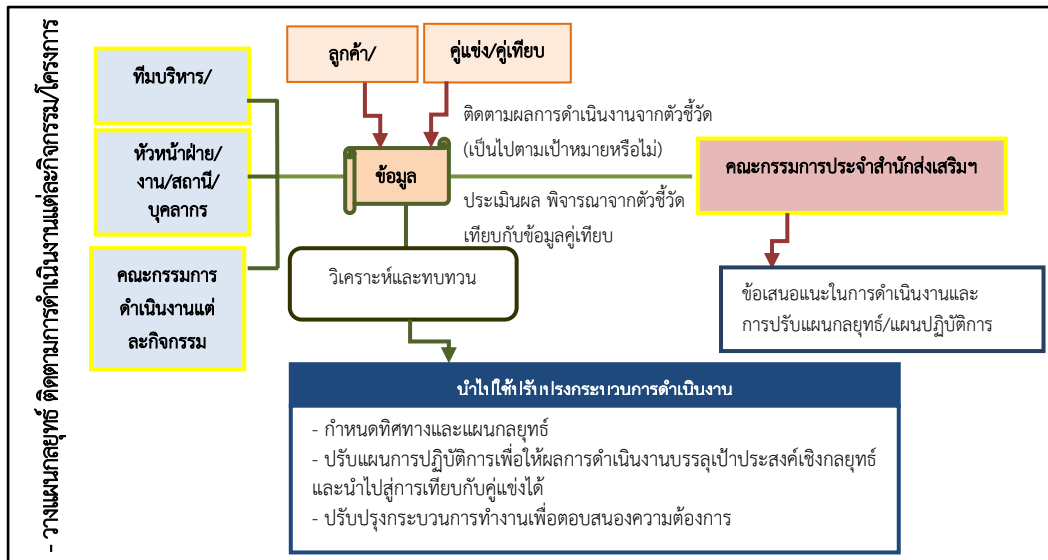 - วางแผนกลยุทธ์ ติดตามการดำเนินงานแต่ละกิจกรรม/โครงการ
ทีมบริหาร/
หัวหน้าฝ่าย/
งาน/สถานี/
บุคลากร
คณะกรรมการ
ดำเนินงานแต่
ละกิจกรรม
ลูกค้า/
คู่แข่ง/คู่เทียบ
ข้อมูล
ติดตามผลการดำเนินงานจากตัวชี้วัด
(เป็นไปตามเป้าหมายหรือไม่)
ประเมินผล พิจารณาจากตัวชี้วัด
เทียบกับข้อมูลคู่เทียบ
คณะกรรมการประจำสำนักส่งเสริมฯ
ข้อเสนอแนะในการดำเนินงานและ
การปรับแผนกลยุทธ์/แผนปฏิบัติการ
วิเคราะห์และทบทวน
นำไปใช้ปรับปรุงกระบวนการดำเนินงาน
- กำหนดทิศทางและแผนกลยุทธ์
- ปรับแผนการปฏิบัติการเพื่อให้ผลการดำเนินงานบรรลุเป้าประสงค์เชิงกลยุทธ์
และนำไปสู่การเทียบกับคู่แข่งได้
- ปรับปรุงกระบวนการทำงานเพื่อตอบสนองความต้องการ